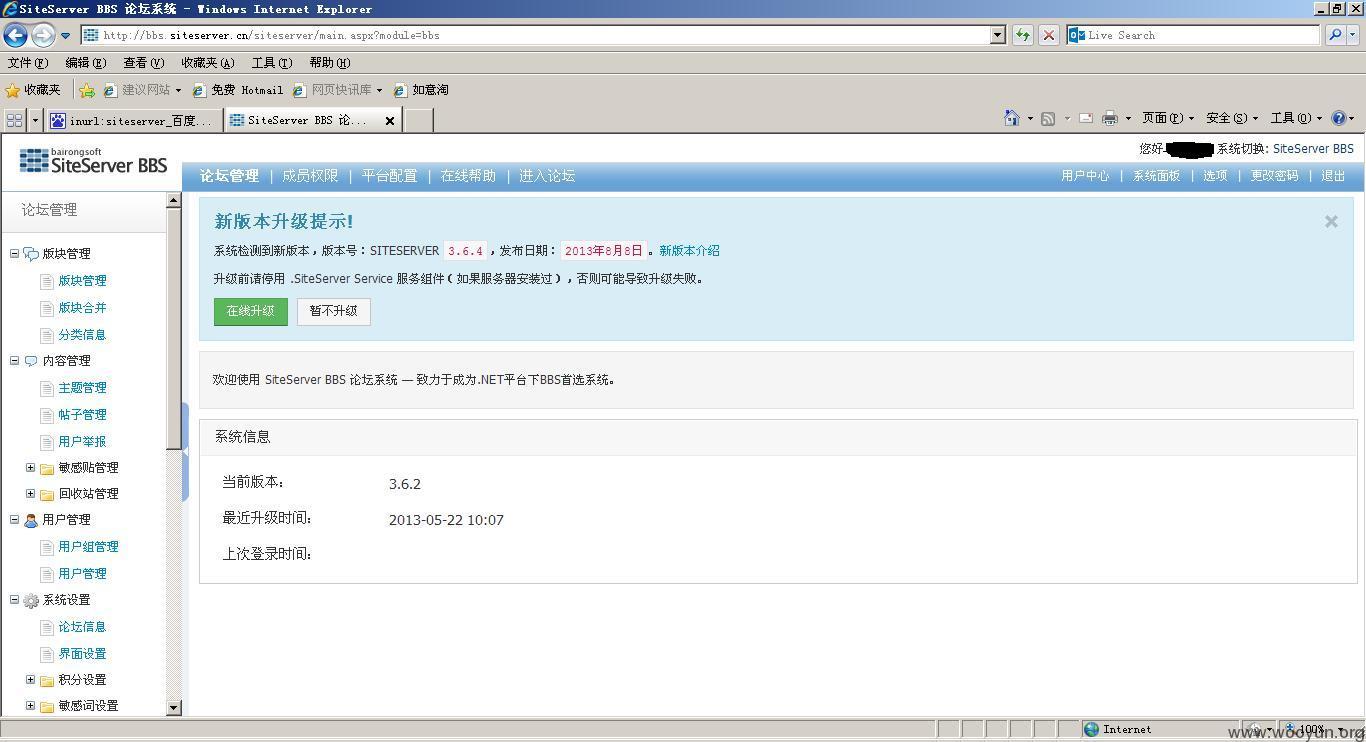 SiteServer BBS 论坛系统 - Windows Internet Explorer
http://bbs.siteserver.cn/siteserver/main.aspx?module=bbs
Live Search
文件(F) 编辑(E) 查看(V) 收藏夹(A) 工具(T) 帮助(H)
收藏夹 建议网站 免费 Hotmail 网页快讯库 如意淘
inurl:siteserver_百度... SiteServer BBS 论... 页面(P) 安全(S) 工具(O)
bairongsoft
SiteServer BBS
您好 系统切换: SiteServer BBS
论坛管理 | 成员权限 | 平台配置 | 在线帮助 | 进入论坛
用户中心 | 系统面板 | 选项 | 更改密码 | 退出
论坛管理
版块管理
版块管理
版块合并
分类信息
内容管理
主题管理
帖子管理
用户举报
敏感贴管理
回收站管理
用户管理
用户组管理
用户管理
系统设置
论坛信息
界面设置
积分设置
敏感词设置
新版本升级提示!
系统检测到新版本，版本号：SITESERVER 3.6.4，发布日期：2013年8月8日。新版本介绍
升级前请停用 .SiteServer Service 服务组件（如果服务器安装过），否则可能导致升级失败。
在线升级 暂不升级
欢迎使用 SiteServer BBS 论坛系统 — 致力于成为.NET平台下BBS首选系统。
系统信息
当前版本： 3.6.2
最近升级时间： 2013-05-22 10:07
上次登录时间：
Internet 100%
www.wooyun.org